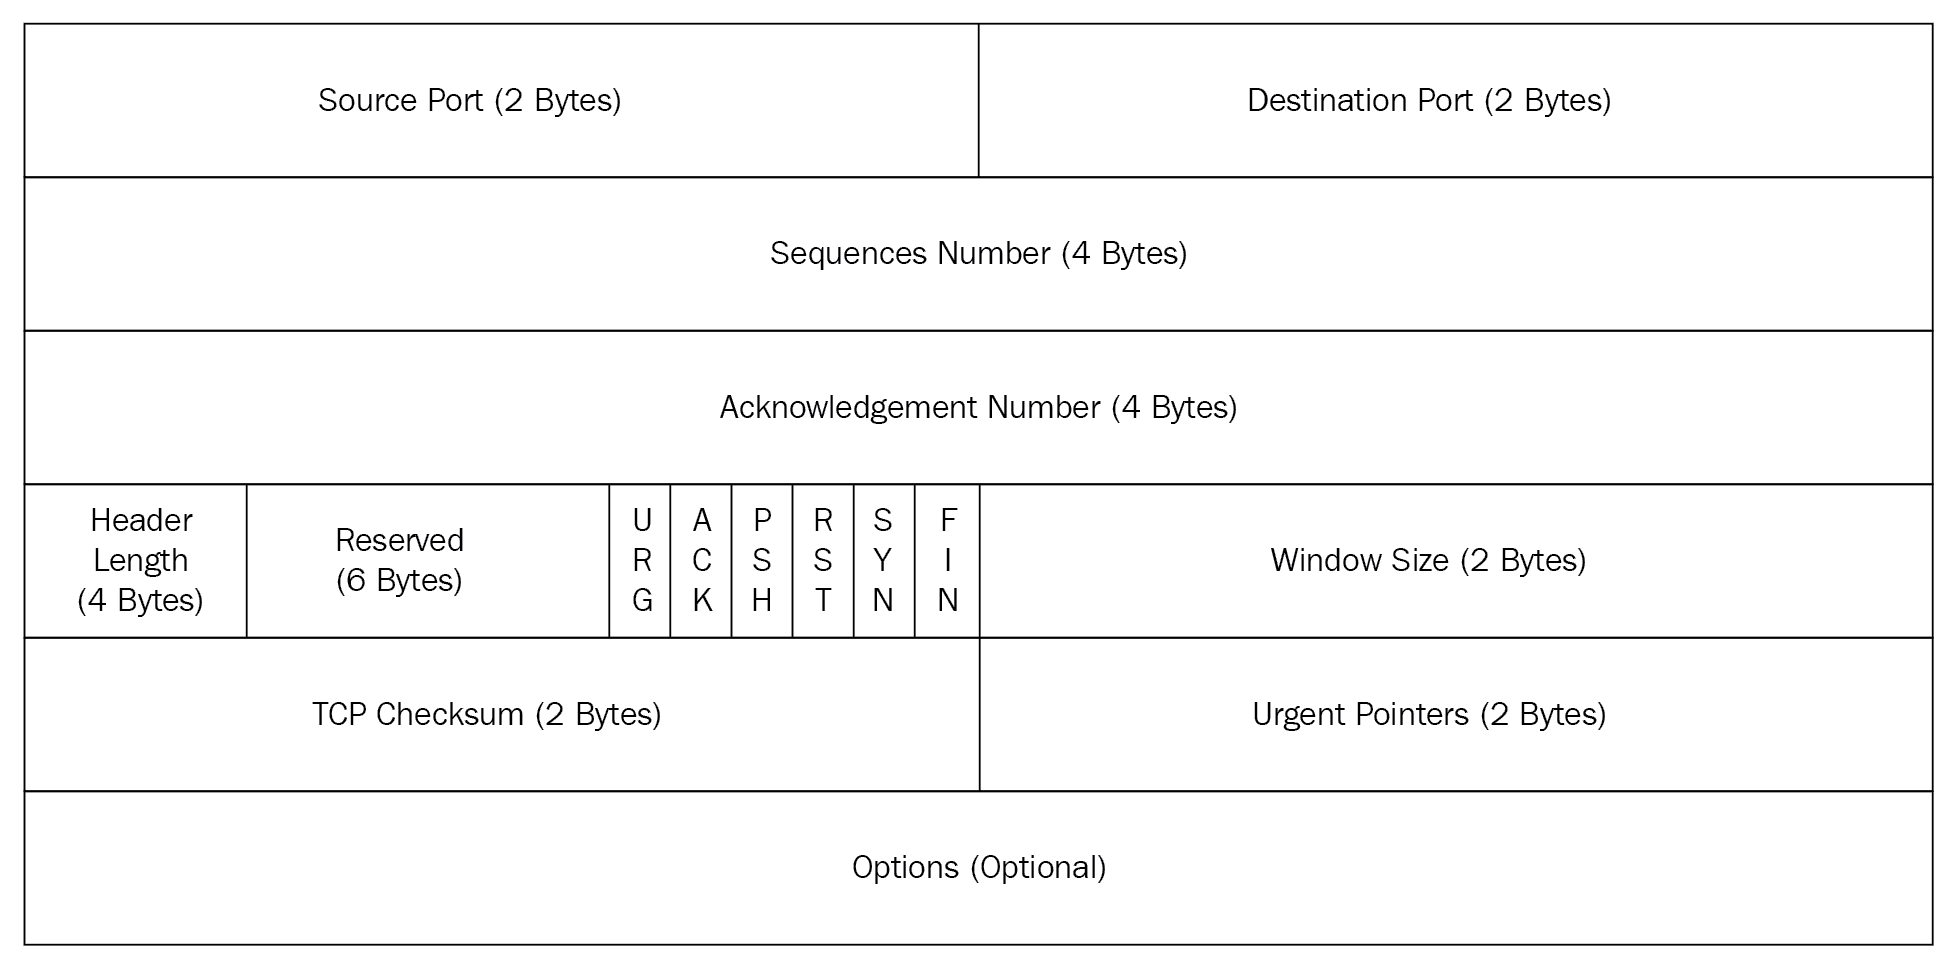 Source Port (2 Bytes)
Destination Port (2 Bytes)
Sequences Number (4 Bytes)
Acknowledgement Number (4 Bytes)
Header
Length
(4 Bytes)
Reserved
(6 Bytes)
URG
ACK
PSH
RST
SYN
FIN
Window Size (2 Bytes)
TCP Checksum (2 Bytes)
Urgent Pointers (2 Bytes)
Options (Optional)